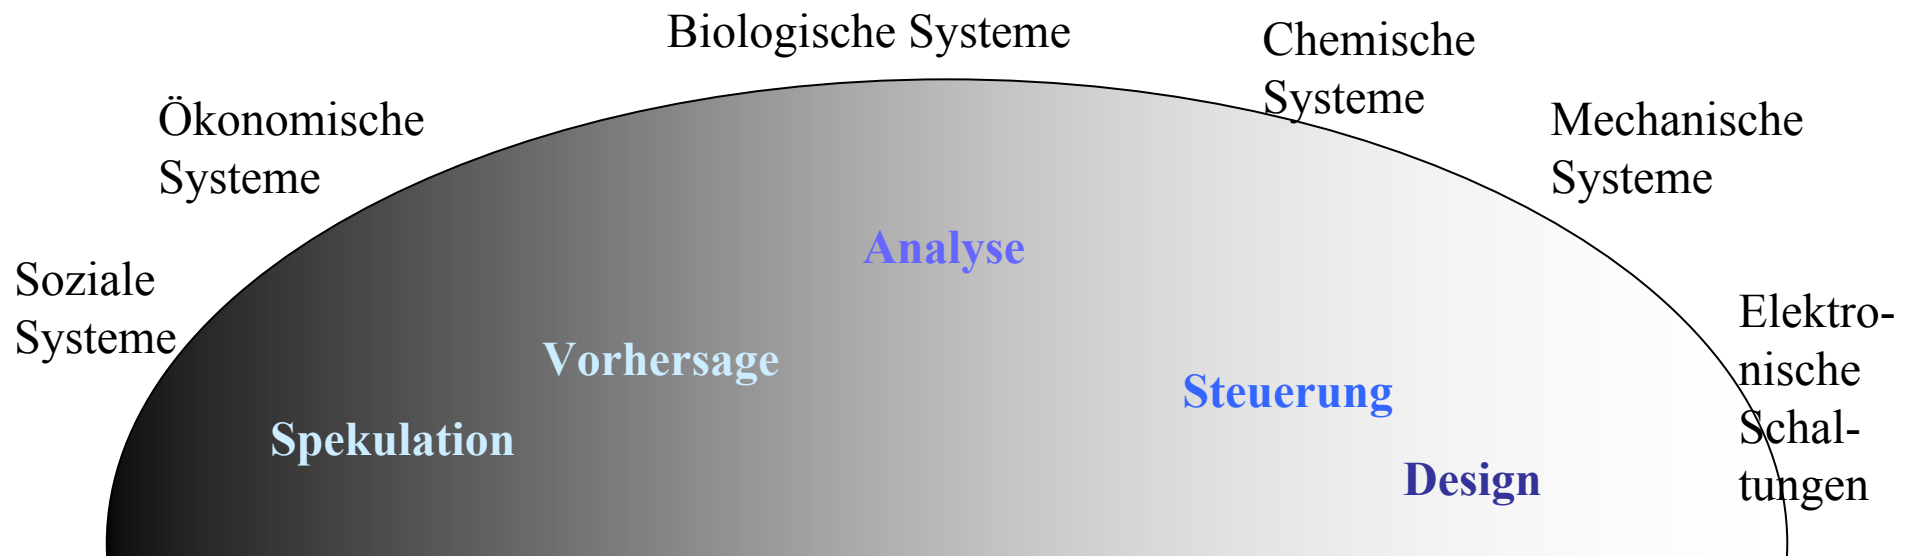 Biologische Systeme
Chemische
Systeme
Ökonomische
Systeme
Mechanische
Systeme
Soziale
Systeme
Elektro-
nische
Schal-
tungen
Analyse
Vorhersage
Steuerung
Spekulation
Design